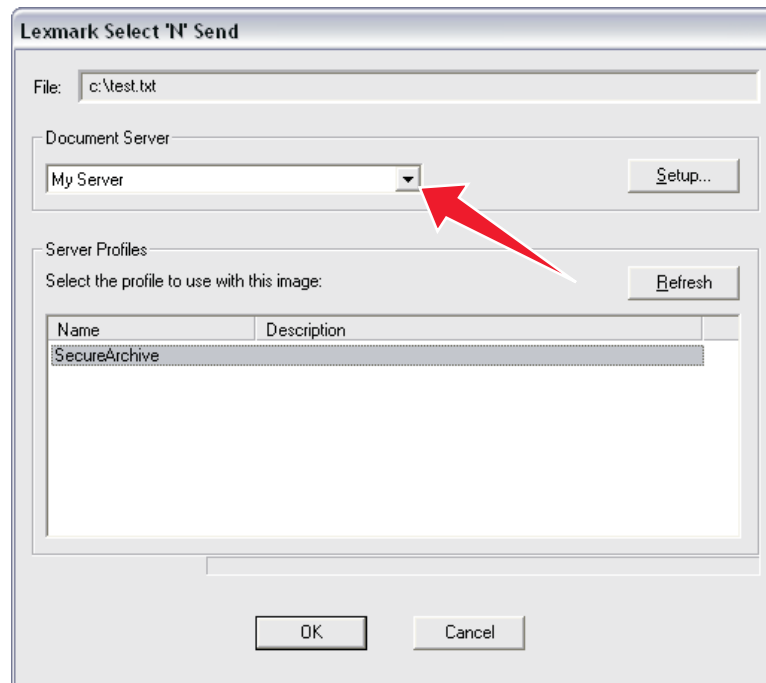 Lexmark Select 'N' Send
File: c:\test.txt
Document Server
My Server
Setup...
Server Profiles
Select the profile to use with this image:
Refresh
Name Description
SecureArchive
OK Cancel